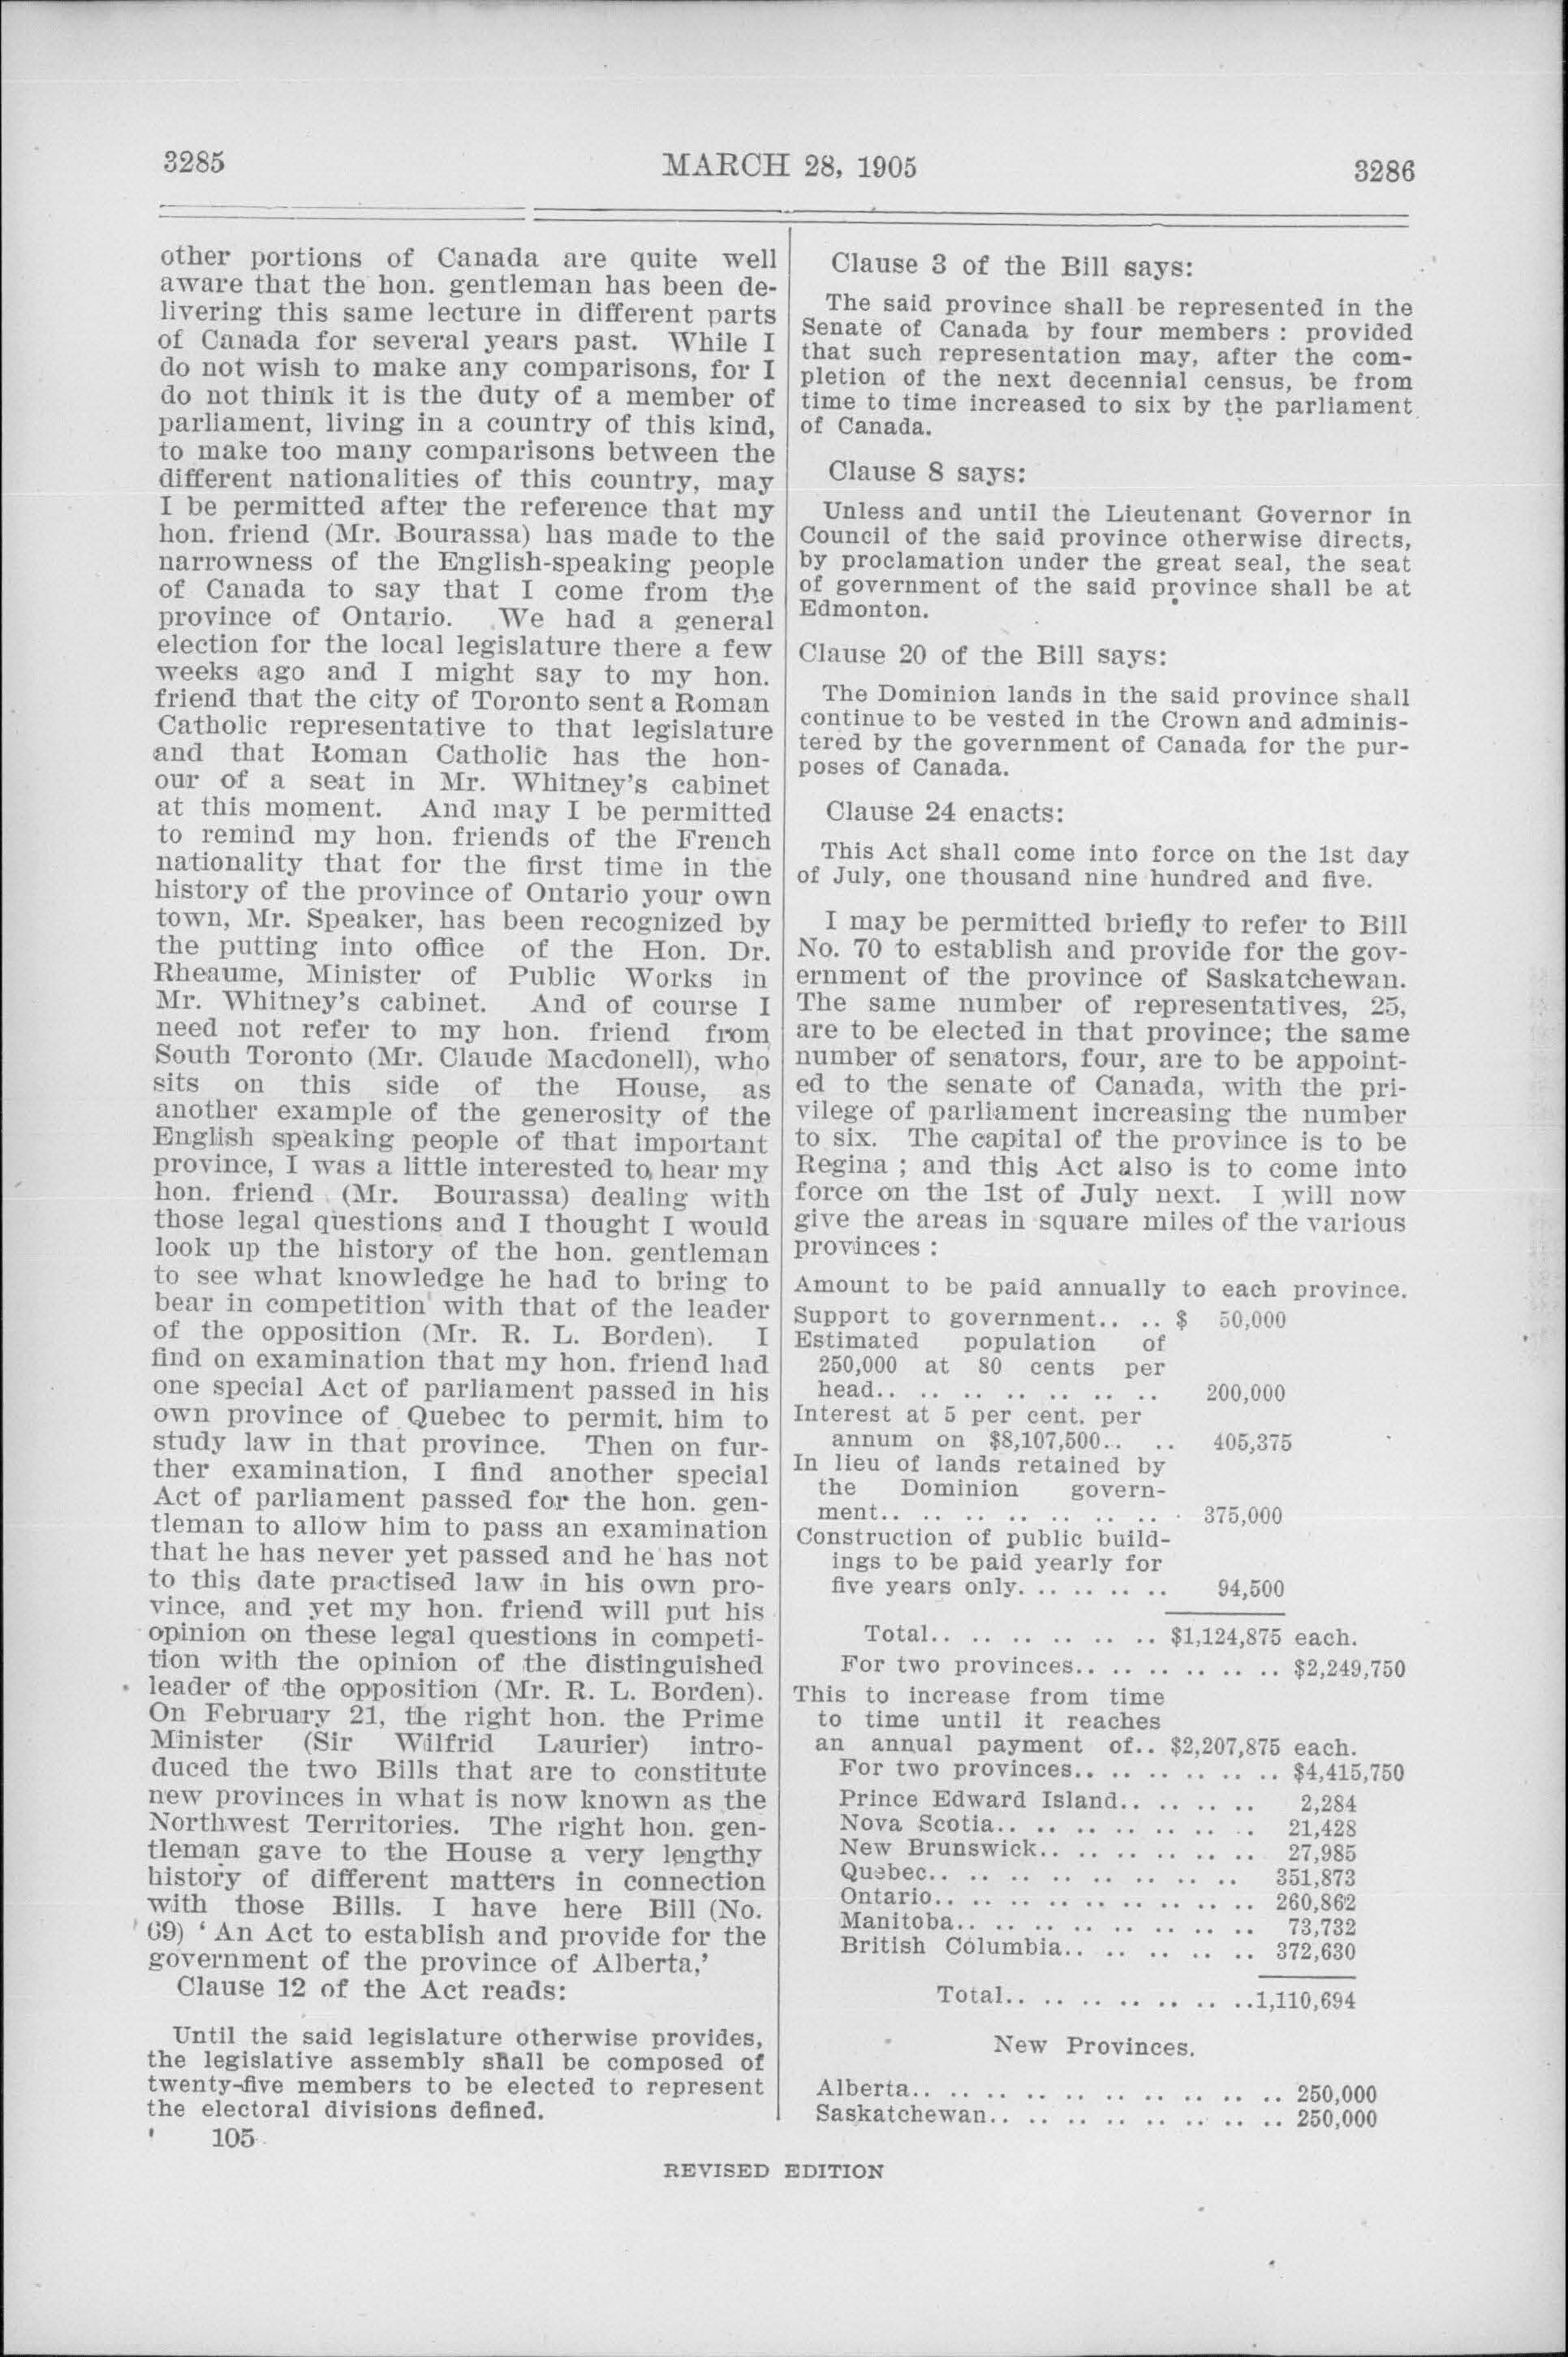 3285
MARCH 28, 1905
3286
other portions of Canada are quite well
aware that the hon. gentleman has been de-
livering this same lecture in different parts
of Canada for several years past. While I
do not wish to make any comparisons, for I
do not think it is the duty of a member of
parliament, living in a country of this kind,
to make too many comparisons between the
different nationalities of this country, may
I be permitted after the reference that my
hon. friend (Mr. Bourassa) has made to the
narrowness of the English-speaking people
of Canada to say that I come from the
province of Ontario. We had a general
election for the local legislature there a few
weeks ago and I might say to my hon.
friend that the city of Toronto sent a Roman
Catholic representative to that legislature
and that Roman Catholic has the hon-
our of a seat in Mr. Whitney's cabinet
at this moment. And may I be permitted
to remind my hon. friends of the French
nationality that for the first time in the
history of the province of Ontario your own
town, Mr. Speaker, has been recognized by
the putting into office of the Hon. Dr.
Rheaume, Minister of Public Works in
Mr. Whitney's cabinet. And of course I
need not refer to my hon. friend from
South Toronto (Mr. Claude Macdonell), who
sits on this side of the House, as
another example of the generosity of the
English speaking people of that important
province, I was a little interested to hear my
hon. friend (Mr. Bourassa) dealing with
those legal questions and I thought I would
look up the history of the hon. gentleman
to see what knowledge he had to bring to
bear in competition with that of the leader
of the opposition (Mr. R. L. Borden). I
find on examination that my hon. friend had
one special Act of parliament passed in his
own province of Quebec to permit. him to
study law in that province. Then on fur-
ther examination, I find another special
Act of parliament passed for the hon. gen-
tleman to allow him to pass an examination
that he has never yet passed and he has not
to this date practised law in his own pro-
vince, and yet my hon. friend will put his
opinion on these legal questions in competi-
tion with the opinion of the distinguished
leader of the opposition (Mr. R. L. Borden).
On February 21, the right hon. the Prime
Minister (Sir Wilfrid Laurier) intro-
duced the two Bills that are to constitute
new provinces in what is now known as the
Northwest Territories. The right hon. gen-
tleman gave to the House a very lengthy
history of different matters in connection
with those Bills. I have here Bill (No.
69) ‘ An Act to establish and provide for the
government of the province of Alberta,’
Clause 12 of the Act reads:
Until the said legislature otherwise provides,
the legislative assembly shall be composed of
twenty-five members to be elected to represent
the electoral divisions defined.
105
Clause 3 of the Bill says:
The said province shall be represented in the
Senate of Canada by four members : provided
that such representation may, after the com-
pletion of the next decennial census, be from
time to time increased to six by the parliament
of Canada.
Clause 8 says:
Unless and until the Lieutenant Governor in
Council of the said province otherwise directs,
by proclamation under the great seal, the seat
of government of the said province shall be at
Edmonton.
Clause 20 of the Bill says:
The Dominion lands in the said province shall
continue to be vested in the Crown and adminis-
tered by the government of Canada for the pur-
poses of Canada.
Clause 24 enacts:
This Act shall come into force on the 1st day
of July, one thousand nine hundred and five.
I may be permitted briefly to refer to Bill
No. 70 to establish and provide for the gov-
ernment of the province of Saskatchewan.
The same number of representatives, 25,
are to be elected in that province; the same
number of senators, four, are to be appoint-
ed to the senate of Canada, with the pri-
vilege of parliament increasing the number
to six. The capital of the province is to be
Regina ; and this Act also is to come into
force on the 1st of July next. I will now
give the areas in square miles of the various
provinces :
Amount to be paid annually to each province.
Support to government.. .. $ 50,000
Estimated population of
250,000 at 80 cents per
head.. .. .. .. .. .. .. 200,000
Interest at 5 per cent. per
annum on $8,107,500.. .. 405,375
In lieu of lands retained by
the Dominion govern-
ment.. .. .. .. .. .. .. . 375,000
Construction of public build-
ings to be paid yearly for
five years only. .. .. .. .. 94,500
Total.. .. .. .. .. .. .. $1,124,875 each.
For two provinces.. .. .. .. .. .. $2,249,750
This to increase from time
to time until it reaches
an annual payment of.. $2,207,875 each.
For two provinces.. .. .. .. .. .. $4,415,750
Prince Edward Island.. .. .. .. 2,284
Nova Scotia.. .. .. .. .. .. .. 21,428
New Brunswick.. .. .. .. .. .. 27,985
Quebec.. .. .. .. .. .. .. .. 351,873
Ontario.. .. .. .. .. .. .. .. .. 260,862
Manitoba.. .. .. .. .. .. .. .. 73,732
British Columbia.. .. .. .. .. .. 372,630
Total.. .. .. .. .. .. ..1,110,694
New Provinces.
Alberta.. .. .. .. .. .. .. .. .. .. 250,000
Saskatchewan.. .. .. .. .. .. .. .. 250,000
REVISED EDITION